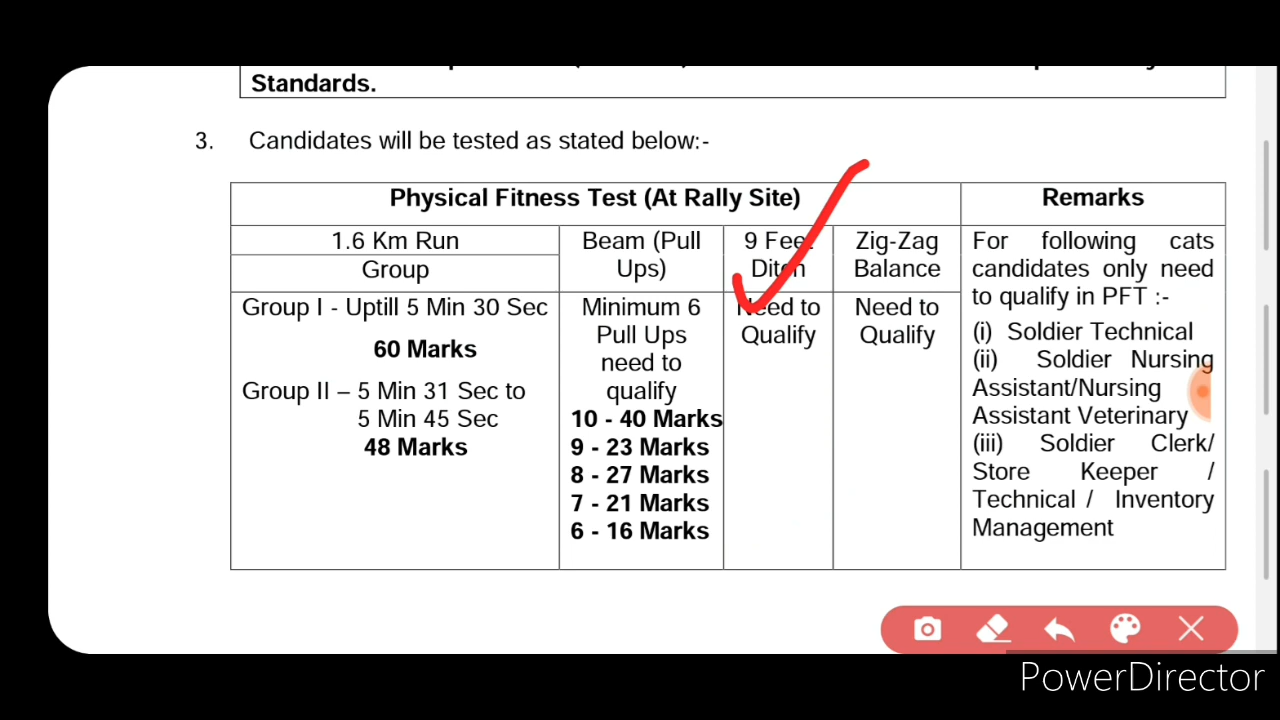 Standards.
3. Candidates will be tested as stated below:-
Physical Fitness Test (At Rally Site)
Remarks
1.6 Km Run
Group
Beam (Pull
Ups)
9 Feet
Ditch
Zig-Zag
Balance
Group I - Uptill 5 Min 30 Sec
60 Marks
Group II – 5 Min 31 Sec to
5 Min 45 Sec
48 Marks
Minimum 6
Pull Ups
need to
qualify
10 - 40 Marks
9 - 23 Marks
8 - 27 Marks
7 - 21 Marks
6 - 16 Marks
Need to
Qualify
Need to
Qualify
For following cats
candidates only need
to qualify in PFT :-
(i) Soldier Technical
(ii) Soldier Nursing
Assistant/Nursing
Assistant Veterinary
(iii) Soldier Clerk/
Store Keeper /
Technical / Inventory
Management
PowerDirector